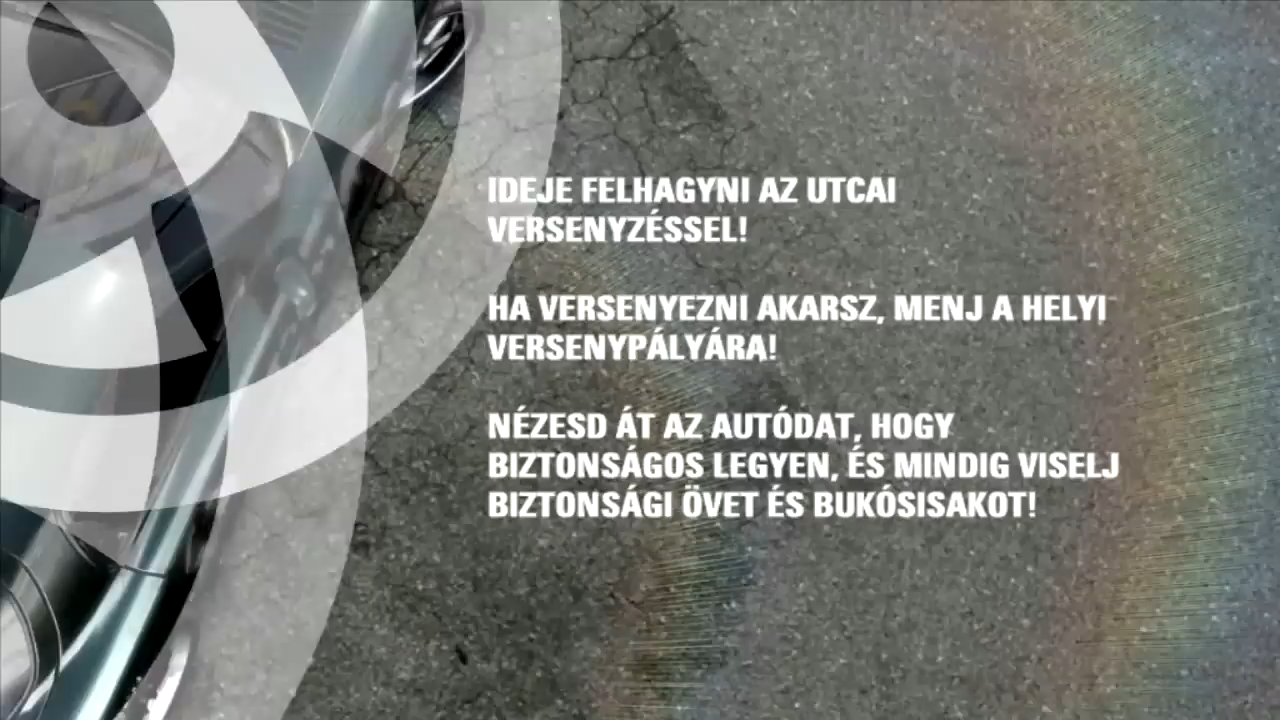 IDEJE FELHAGYNI AZ UTCAI
VERSENYZÉSSEL!
HA VERSENYEZNI AKARSZ, MENJ A HELYI
VERSENYPÁLYÁRA!
NÉZESD ÁT AZ AUTÓDAT, HOGY
BIZTONSÁGOS LEGYEN, ÉS MINDIG VISELJ
BIZTONSÁGI ÖVET ÉS BUKÓSISAKOT!